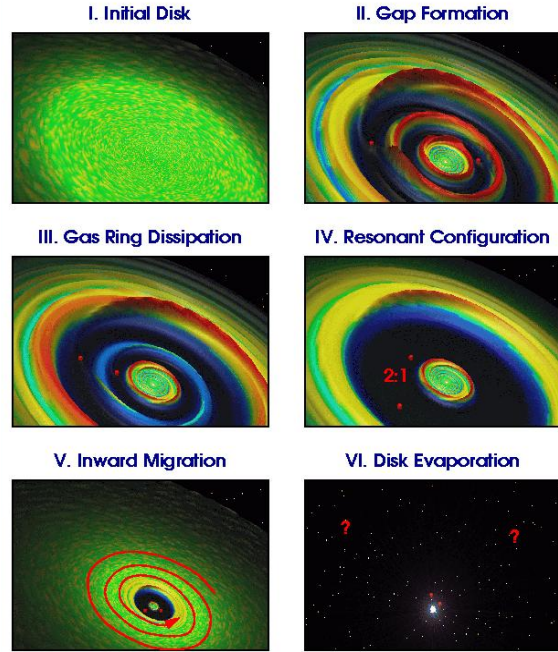 I. Initial Disk
II. Gap Formation
III. Gas Ring Dissipation
IV. Resonant Configuration
2:1
V. Inward Migration
VI. Disk Evaporation
?
?